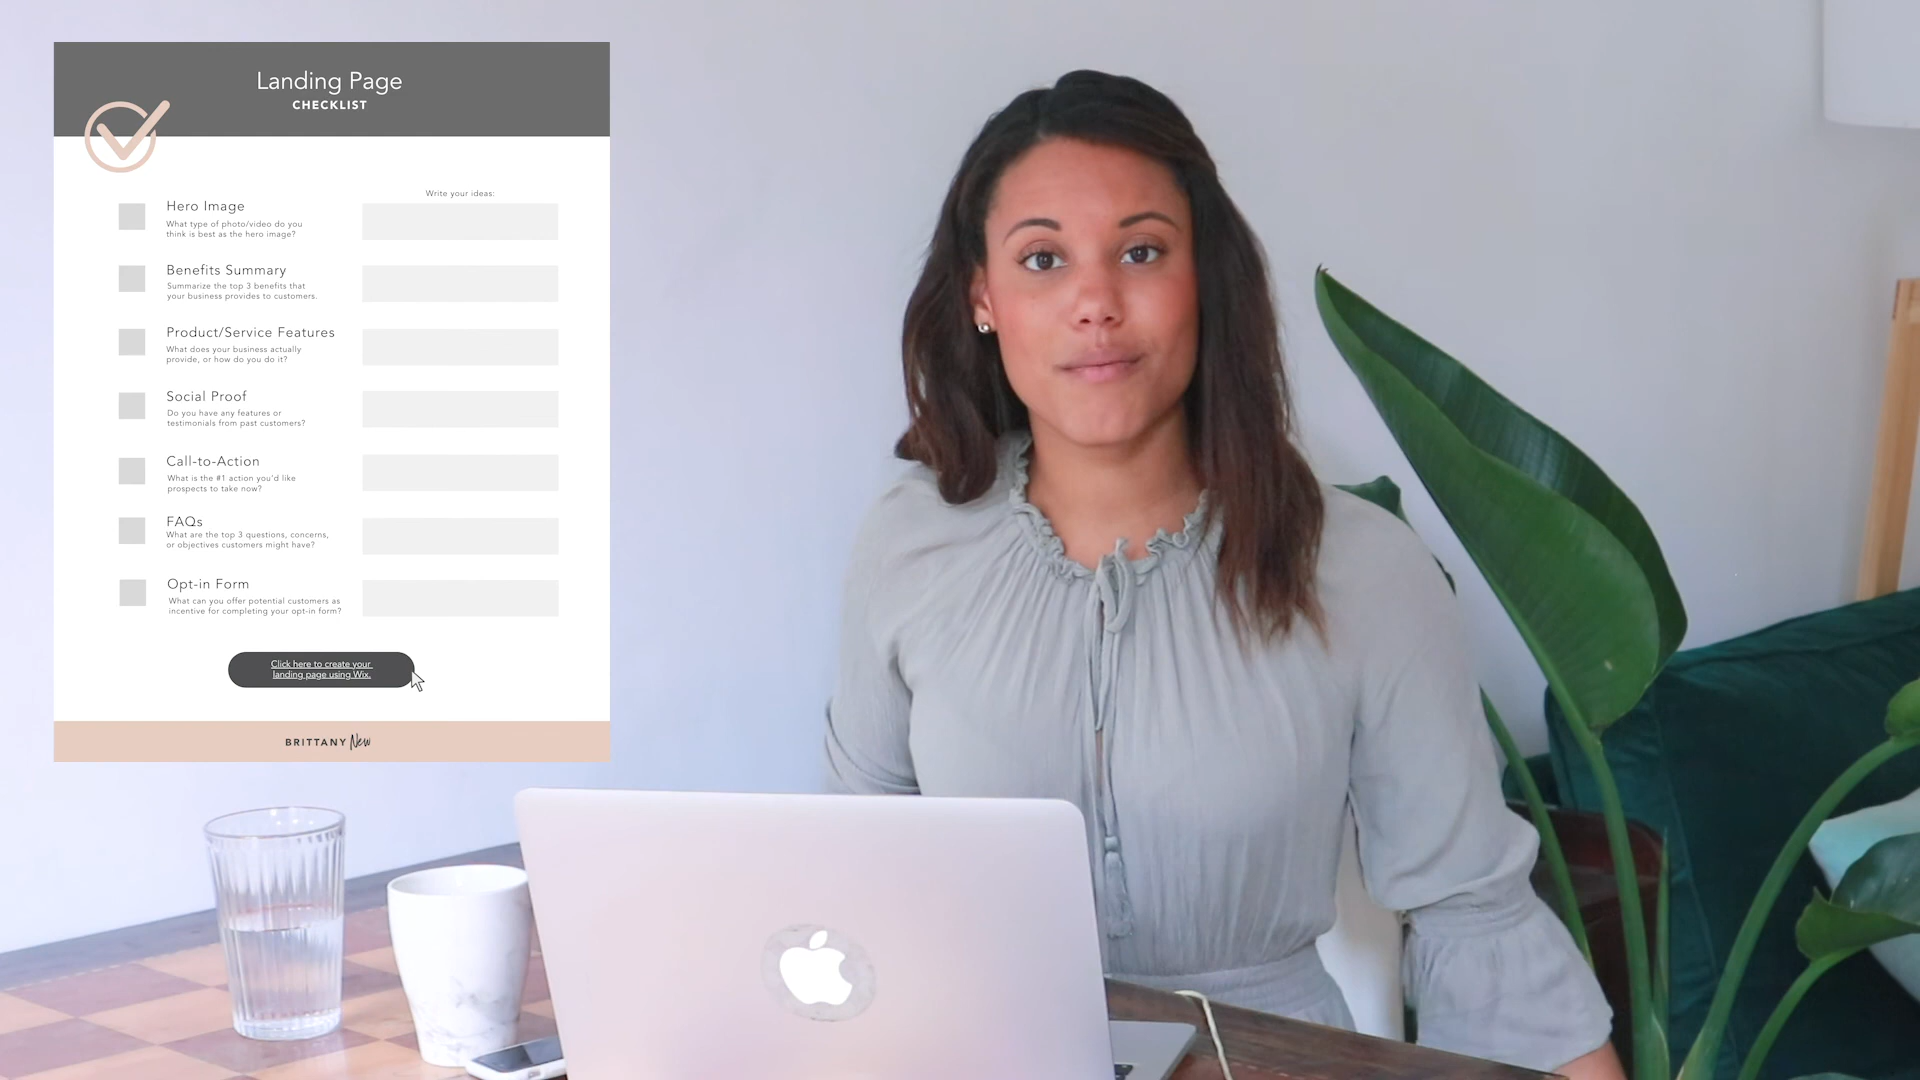 Landing Page
CHECKLIST
Write your ideas:
Hero Image
What type of photo/video do you
think is best as the hero image?
Benefits Summary
Summarize the top 3 benefits that
your business provides to customers.
Product/Service Features
What does your business actually
provide, or how do you do it?
Social Proof
Do you have any features or
testimonials from past customers?
Call-to-Action
What is the #1 action you'd like
prospects to take now?
FAQs
What are the top 3 questions, concerns,
or objectives customers might have?
Opt-in Form
What can you offer potential customers as
incentive for completing your opt-in form?
Click here to create your
landing page using Wix.
BRITTANY New